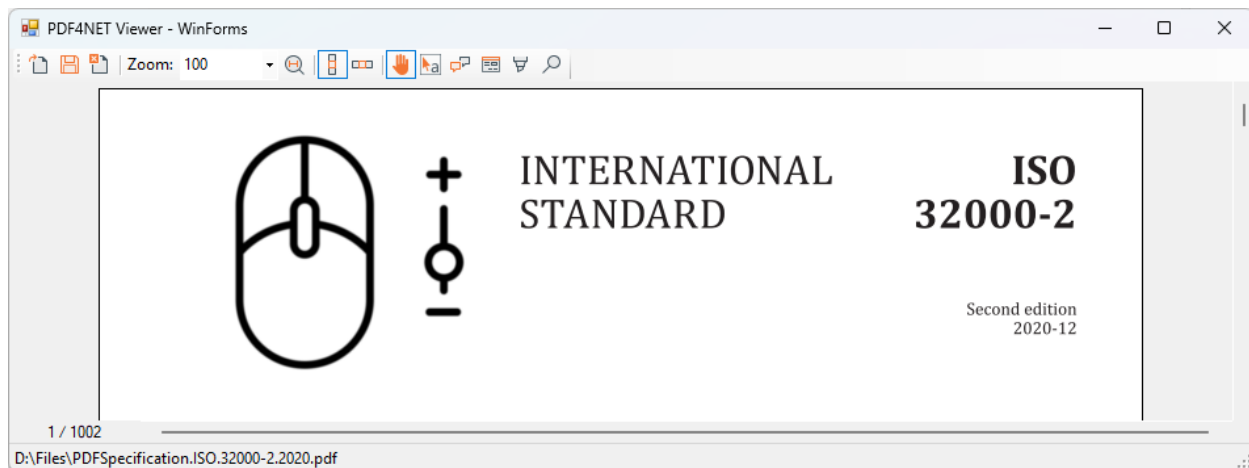 PDF4NET Viewer - WinForms
Zoom: 100
a
INTERNATIONAL
STANDARD
ISO
32000-2
Second edition
2020-12
1 / 1002
D:\Files\PDFSpecification.ISO.32000-2.2020.pdf